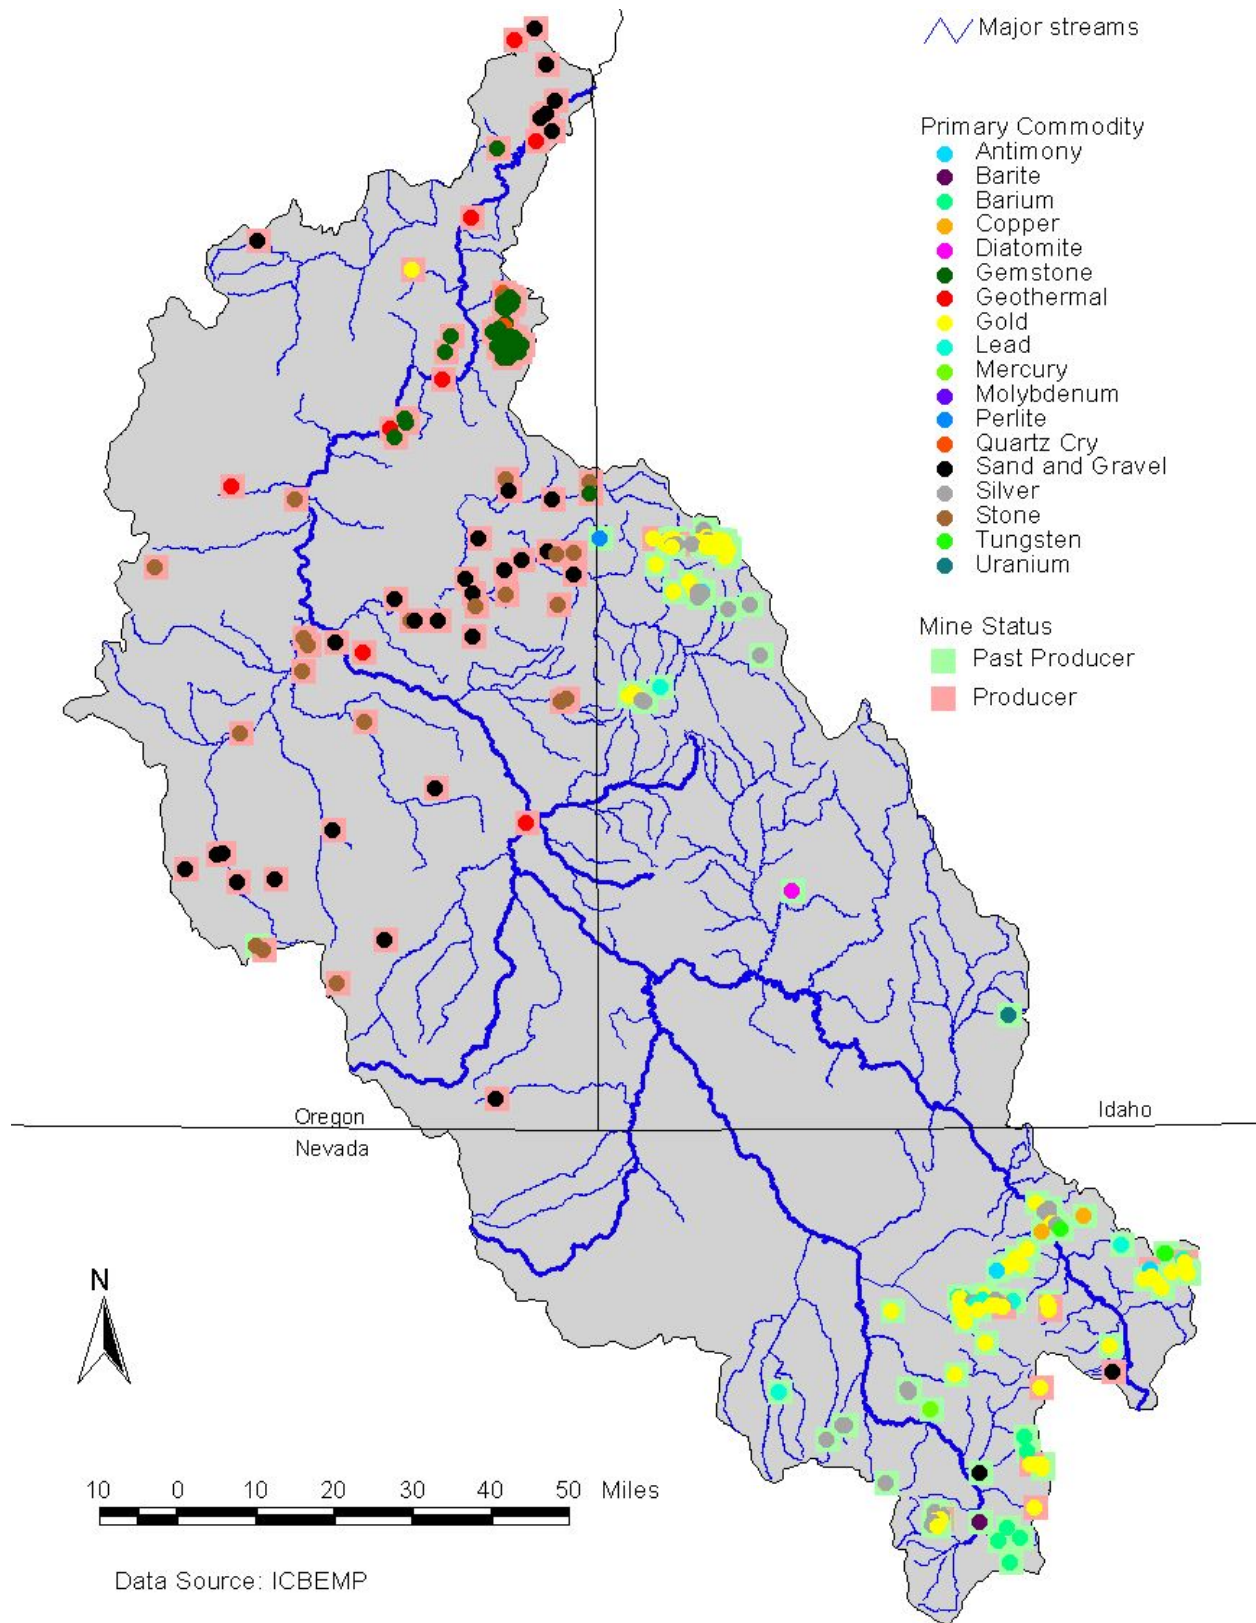 Major streams
Primary Commodity
Antimony
Barite
Barium
Copper
Diatomite
Gemstone
Geothermal
Gold
Lead
Mercury
Molybdenum
Perlite
Quartz Cry
Sand and Gravel
Silver
Stone
Tungsten
Uranium
Mine Status
Past Producer
Producer
Oregon
Idaho
Nevada
N
10 0 10 20 30 40 50 Miles
Data Source: ICBEMP